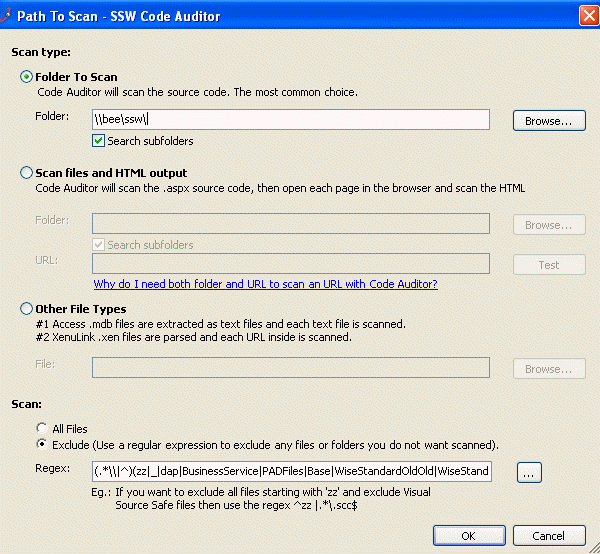 Path To Scan - SSW Code Auditor
Scan type:
Folder To Scan
Code Auditor will scan the source code. The most common choice.
Folder: \\bee\ssw\ Browse...
Search subfolders
Scan files and HTML output
Code Auditor will scan the .aspx source code, then open each page in the browser and scan the HTML
Folder: Browse...
Search subfolders
URL: Test
Why do I need both folder and URL to scan an URL with Code Auditor?
Other File Types
#1 Access .mdb files are extracted as text files and each text file is scanned.
#2 XenuLink .xen files are parsed and each URL inside is scanned.
File: Browse...
Scan:
All Files
Exclude (Use a regular expression to exclude any files or folders you do not want scanned).
Regex: (.*\\|^)(zz|_|dap|BusinessService|PADFiles|Base|WiseStandardOldOld|WiseStand ...
Eg.: If you want to exclude all files starting with 'zz' and exclude Visual
Source Safe files then use the regex ^zz |.*\.scc$
OK Cancel